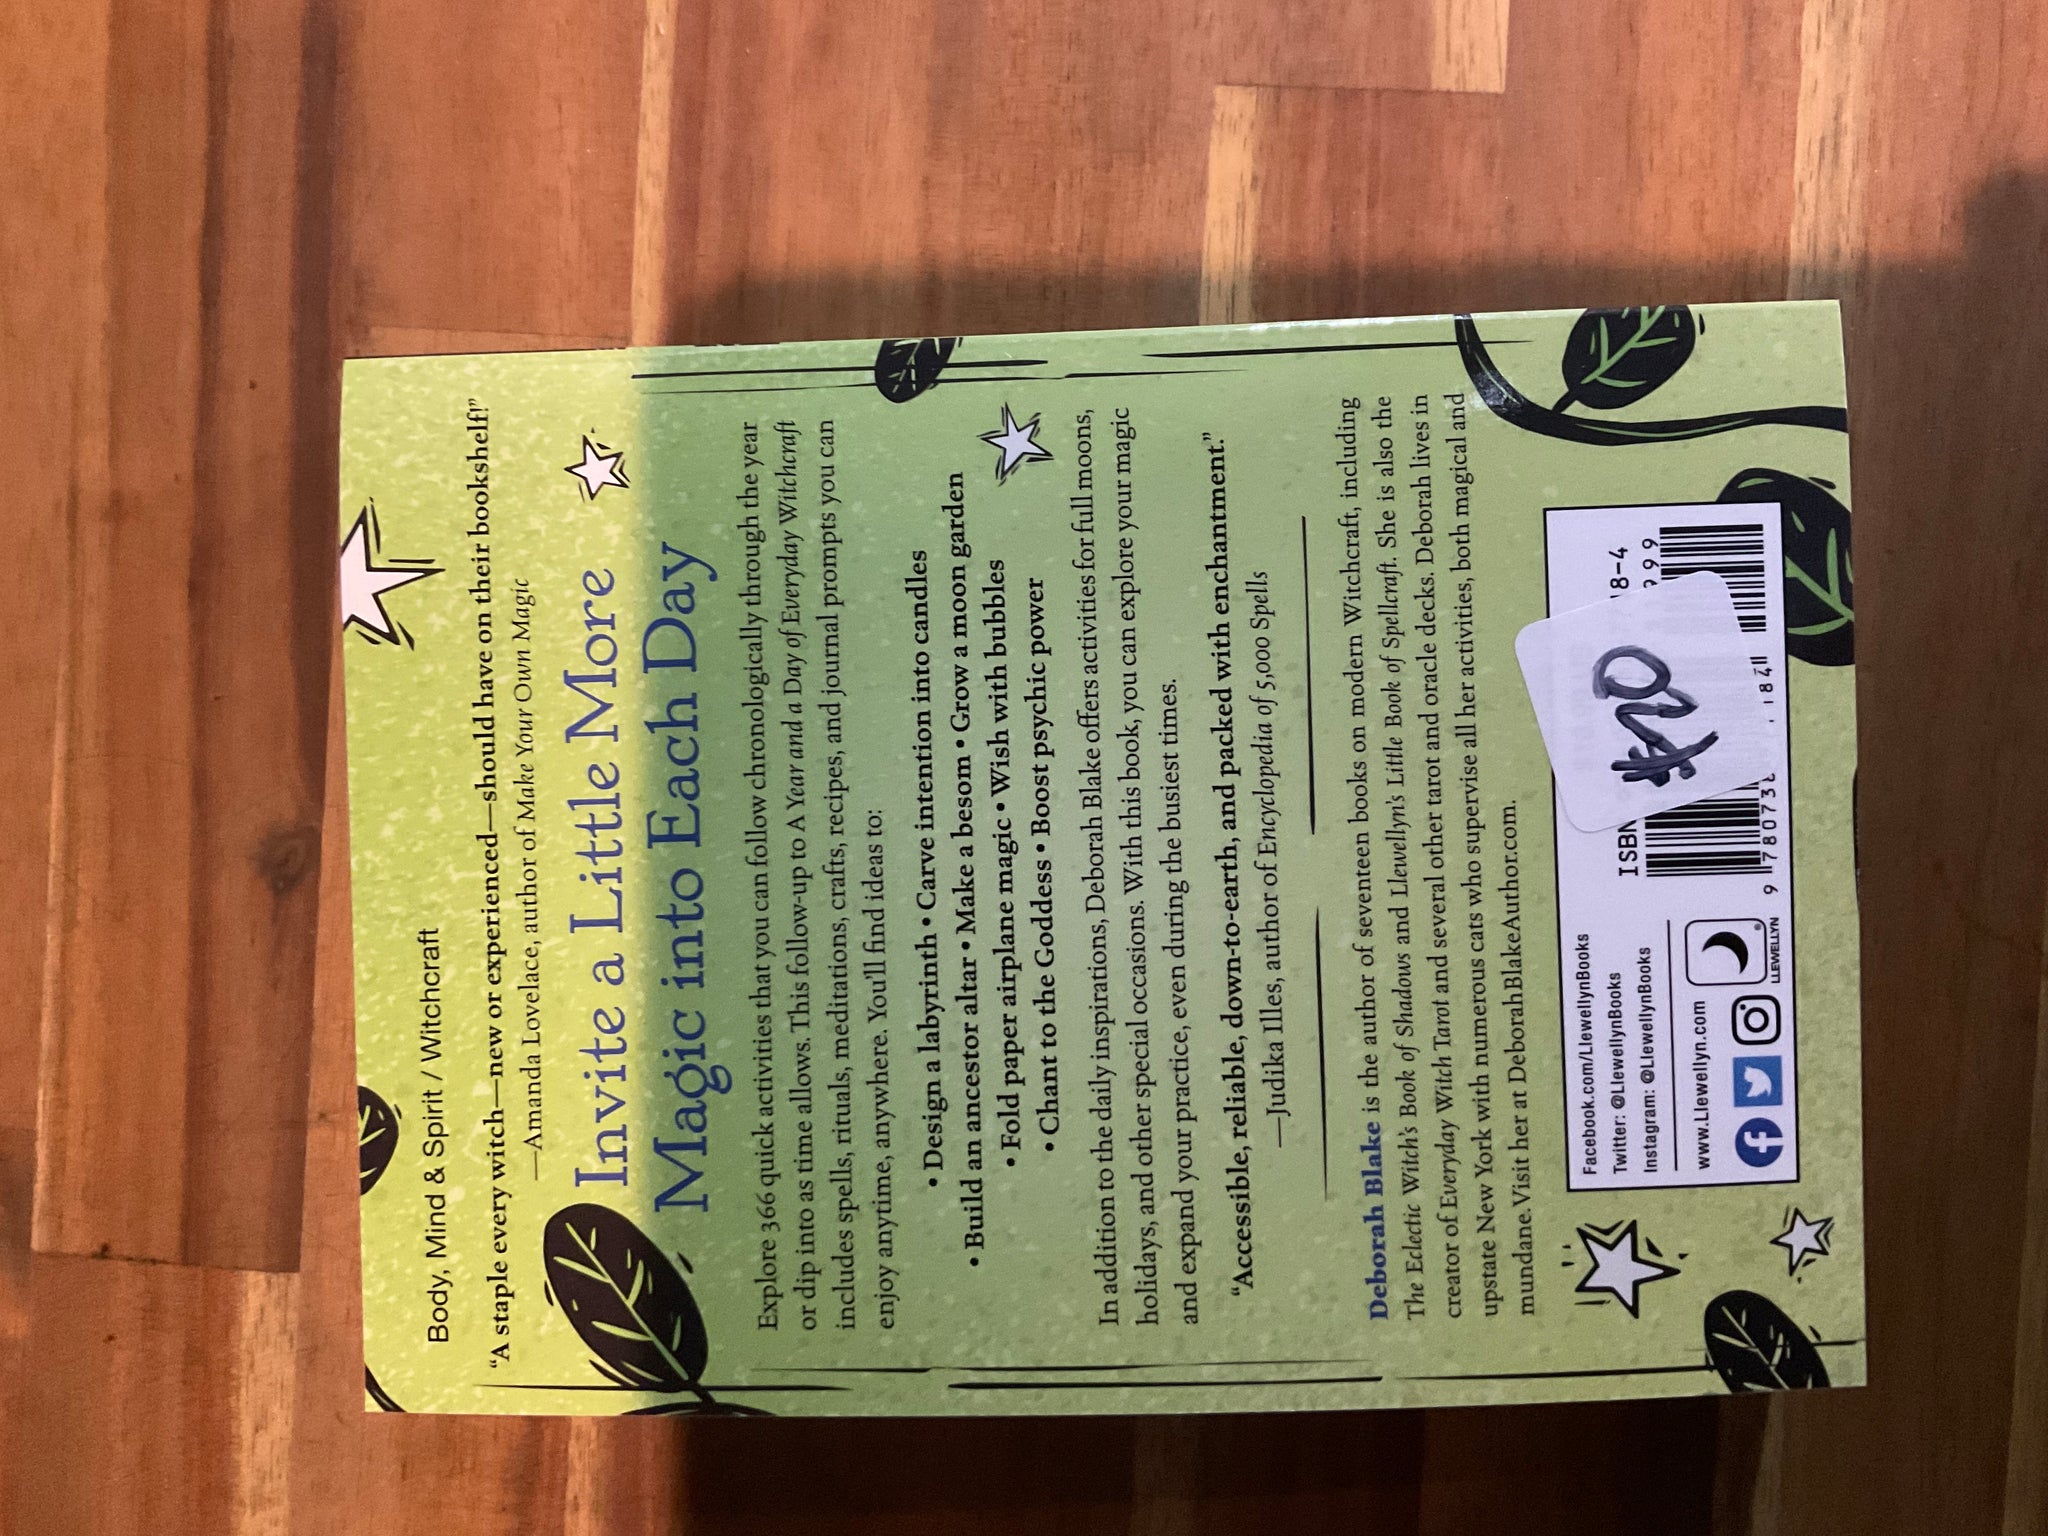 Body, Mind & Spirit / Witchcraft
“A staple every witch—new or experienced—should have on their bookshelf!”
—Amanda Lovelace, author of Make Your Own Magic
Invite a Little More
Magic into Each Day
Explore 366 quick activities that you can follow chronologically through the year
or dip into as time allows. This follow-up to A Year and a Day of Everyday Witchcraft
includes spells, rituals, meditations, crafts, recipes, and journal prompts you can
enjoy anytime, anywhere. You'll find ideas to:
• Design a labyrinth • Carve intention into candles
• Build an ancestor altar • Make a besom • Grow a moon garden
• Fold paper airplane magic • Wish with bubbles
• Chant to the Goddess • Boost psychic power
In addition to the daily inspirations, Deborah Blake offers activities for full moons,
holidays, and other special occasions. With this book, you can explore your magic
and expand your practice, even during the busiest times.
“Accessible, reliable, down-to-earth, and packed with enchantment.”
—Judika Illes, author of Encyclopedia of 5,000 Spells
Deborah Blake is the author of seventeen books on modern Witchcraft, including
The Eclectic Witch's Book of Shadows and Llewellyn's Little Book of Spellcraft. She is also the
creator of Everyday Witch Tarot and several other tarot and oracle decks. Deborah lives in
upstate New York with numerous cats who supervise all her activities, both magical and
mundane. Visit her at DeborahBlakeAuthor.com.
Facebook.com/LlewellynBooks
Twitter: @LlewellynBooks
Instagram: @LlewellynBooks
www.Llewellyn.com
LLEWELLYN
ISBN 18-4
999
$20
9 78073 184